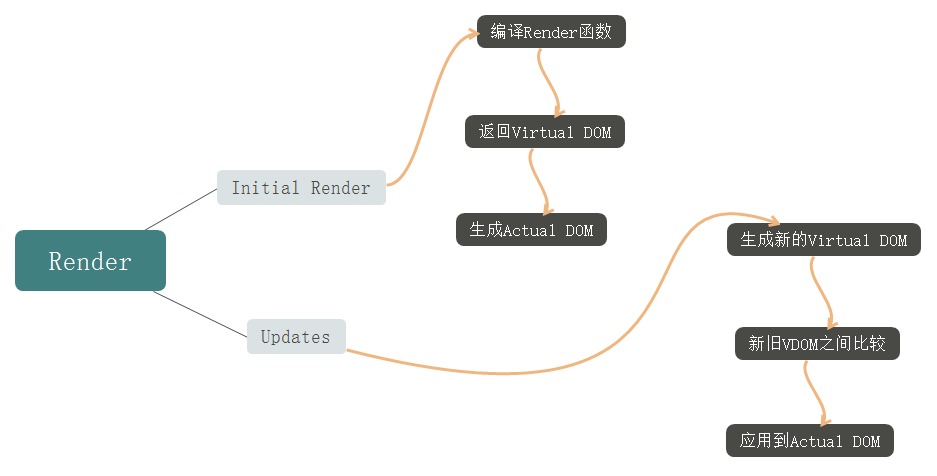 Render
Initial Render
编译Render函数
返回Virtual DOM
生成Actual DOM
Updates
生成新的Virtual DOM
新旧VDOM之间比较
应用到Actual DOM